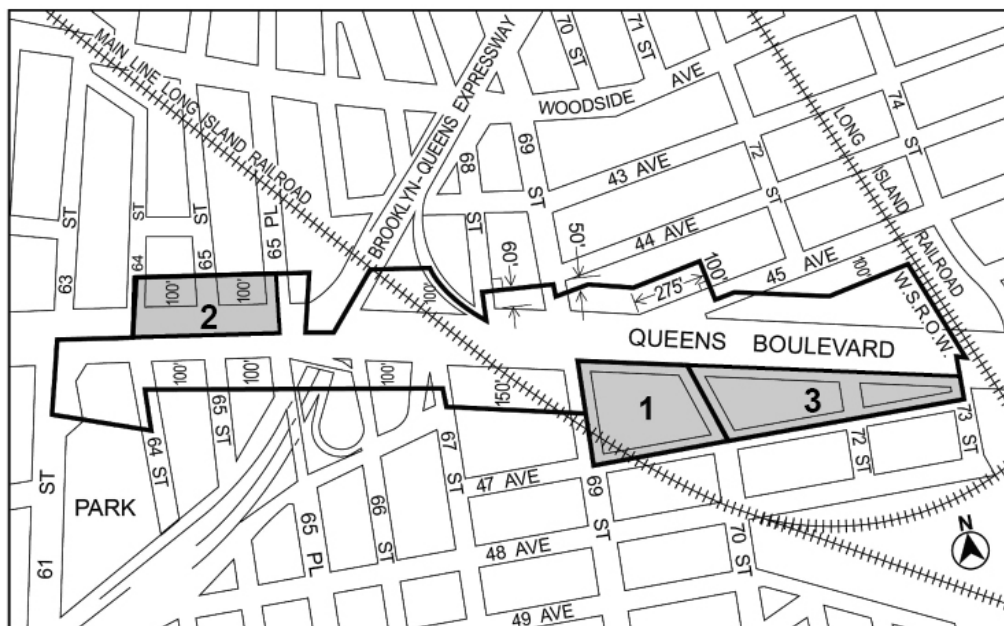 MAIN LINE LONG ISLAND RAILROAD
BROOKLYN-QUEENS EXPRESSWAY
70 ST
71 ST
WOODSIDE AVE
LONG ISLAND RAILROAD
74 ST
43 AVE
72 ST
44 AVE
45 AVE
68 ST
69 ST
63 ST
64 ST
65 ST
65 PL
60'
50'
100'
275'
100'
W.S.R.O.W.
100'
100'
2
100'
QUEENS BOULEVARD
100'
100'
100'
150'
1
3
65 ST
64 ST
67 ST
72 ST
73 ST
47 AVE
69 ST
PARK
61 ST
65 PL
66 ST
48 AVE
70 ST
N
49 AVE